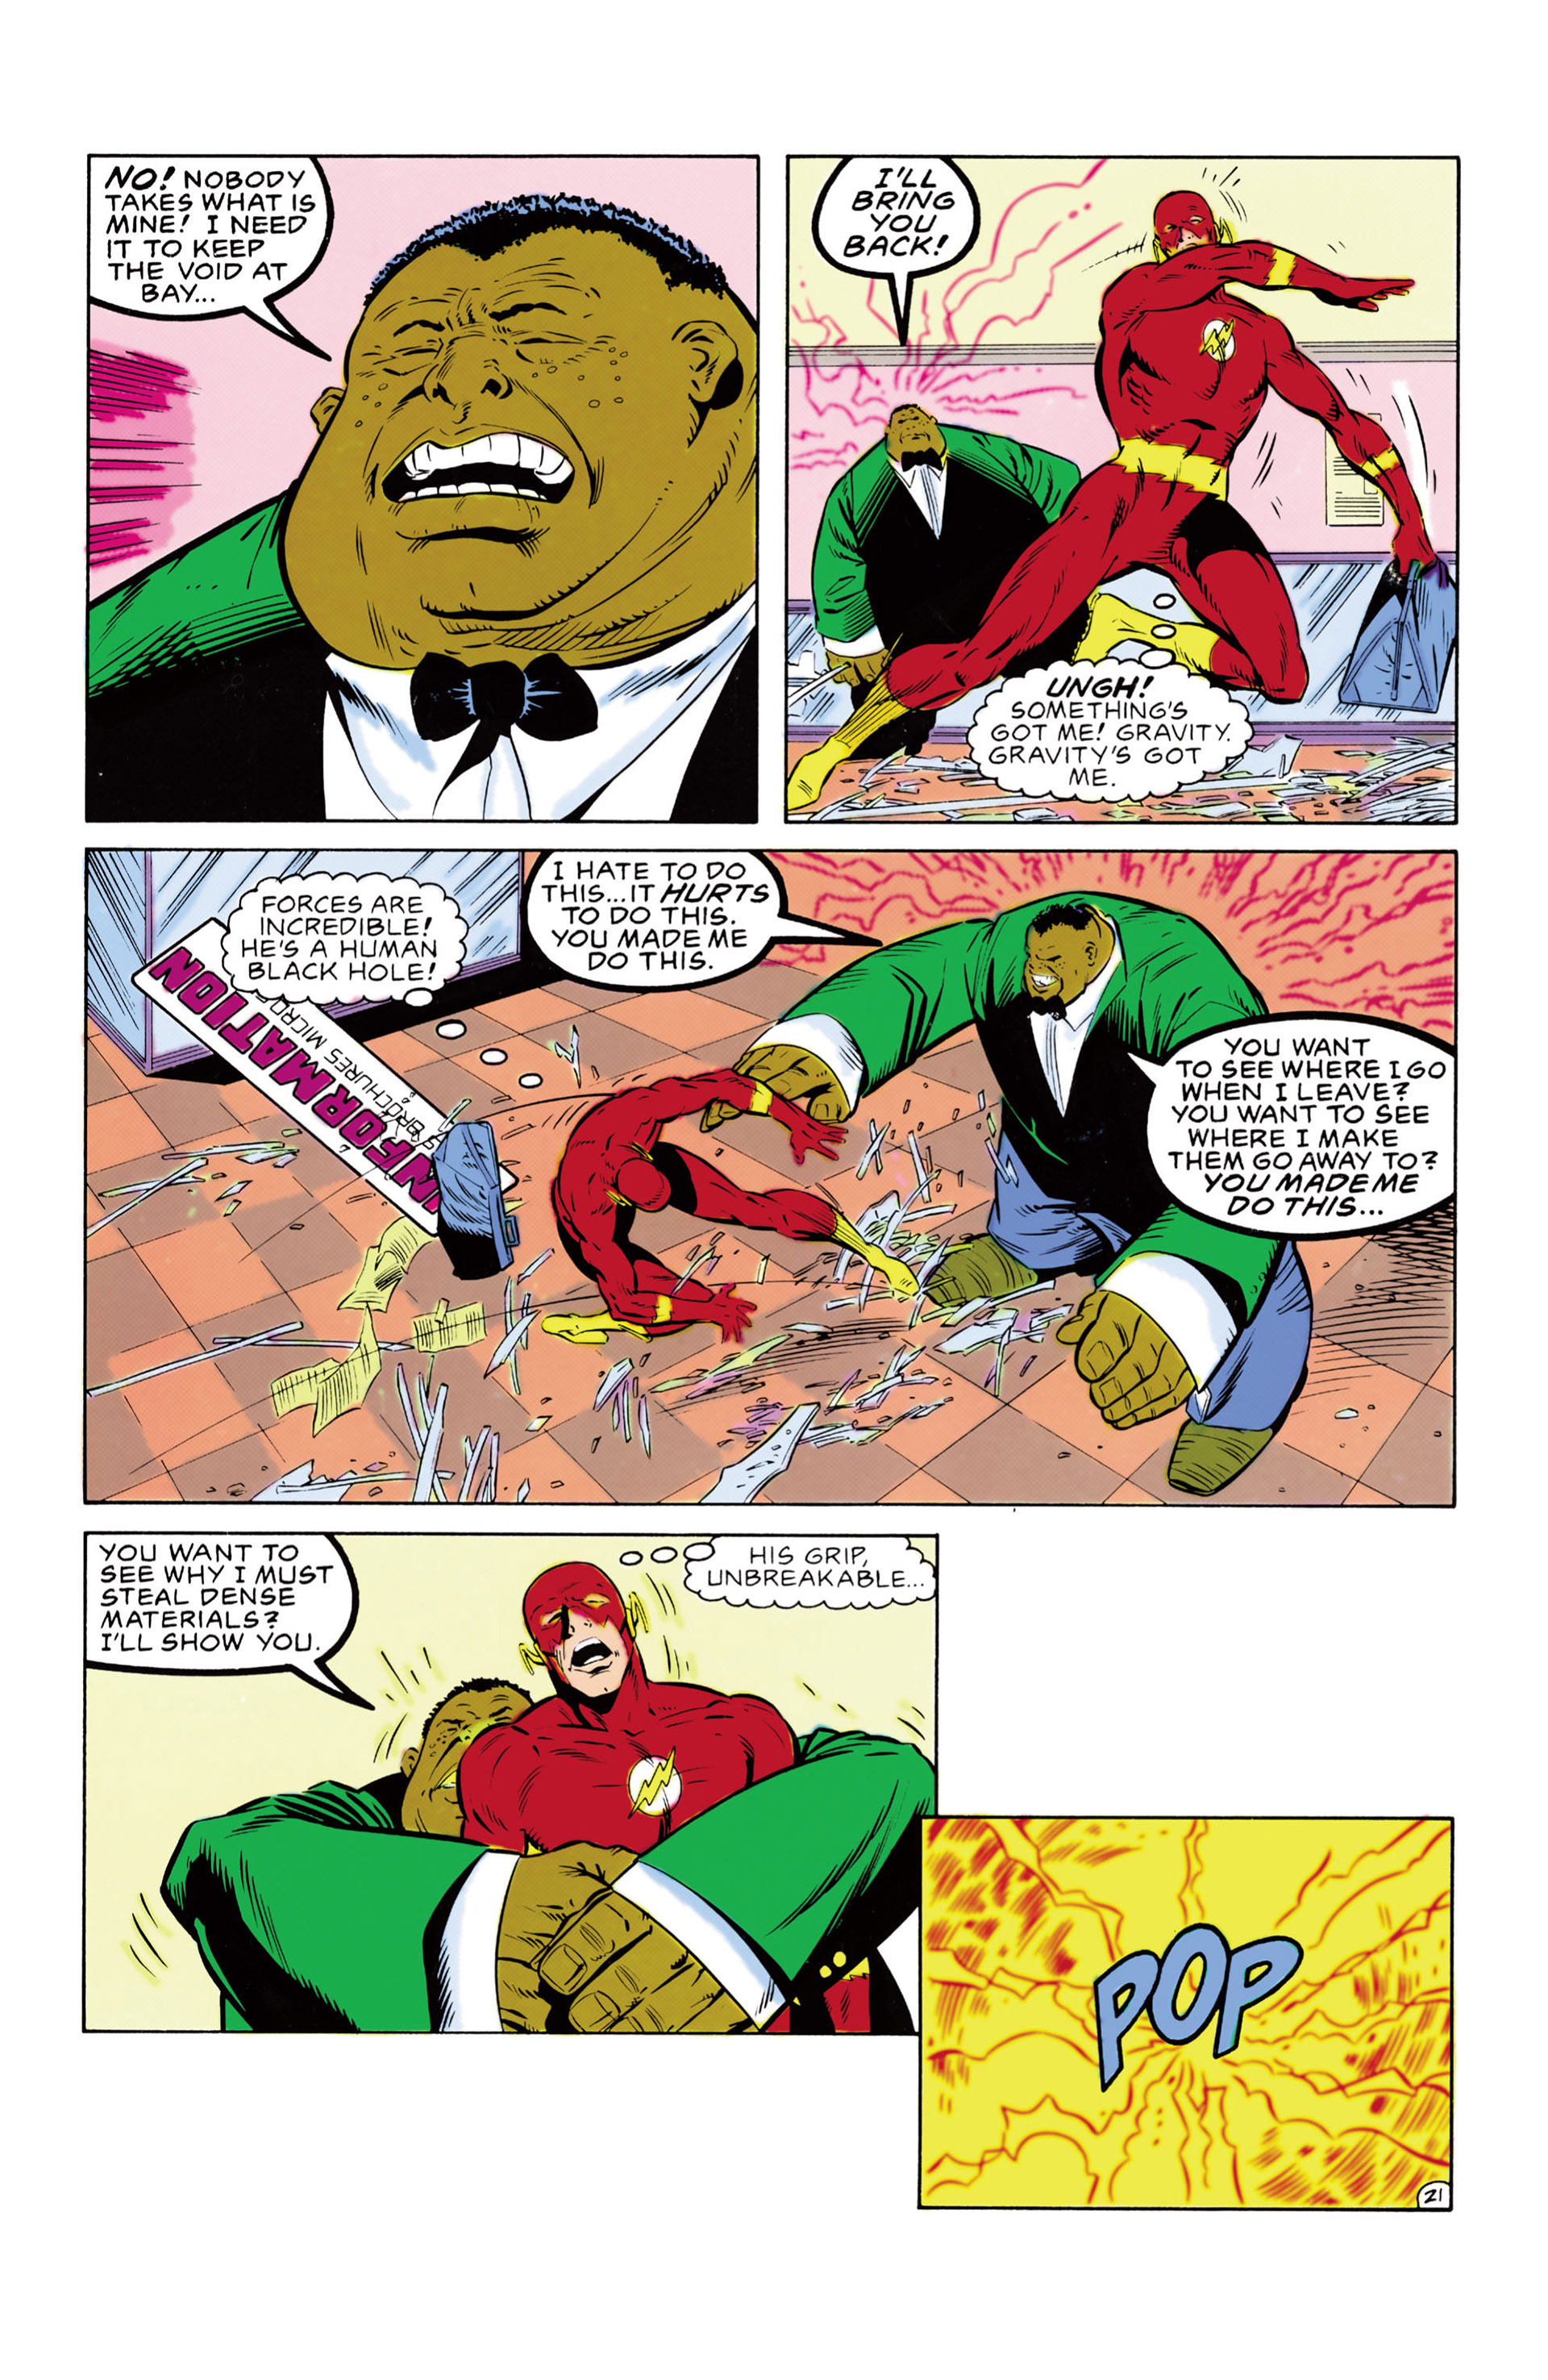 NO! NOBODY
TAKES WHAT IS
MINE! I NEED
IT TO KEEP
THE VOID AT
BAY...
I'LL
BRING
YOU
BACK!
UNGH!
SOMETHING'S
GOT ME! GRAVITY.
GRAVITY'S GOT
ME.
FORCES ARE
INCREDIBLE!
HE'S A HUMAN
BLACK HOLE!
I HATE TO DO
THIS...IT HURTS
TO DO THIS.
YOU MADE ME
DO THIS.
INFORMATION
BROCHURES MICRO
YOU WANT
TO SEE WHERE I GO
WHEN I LEAVE?
YOU WANT TO SEE
WHERE I MAKE
THEM GO AWAY TO?
YOU MADE ME
DO THIS...
YOU WANT TO
SEE WHY I MUST
STEAL DENSE
MATERIALS?
I'LL SHOW YOU.
HIS GRIP,
UNBREAKABLE...
POP
21